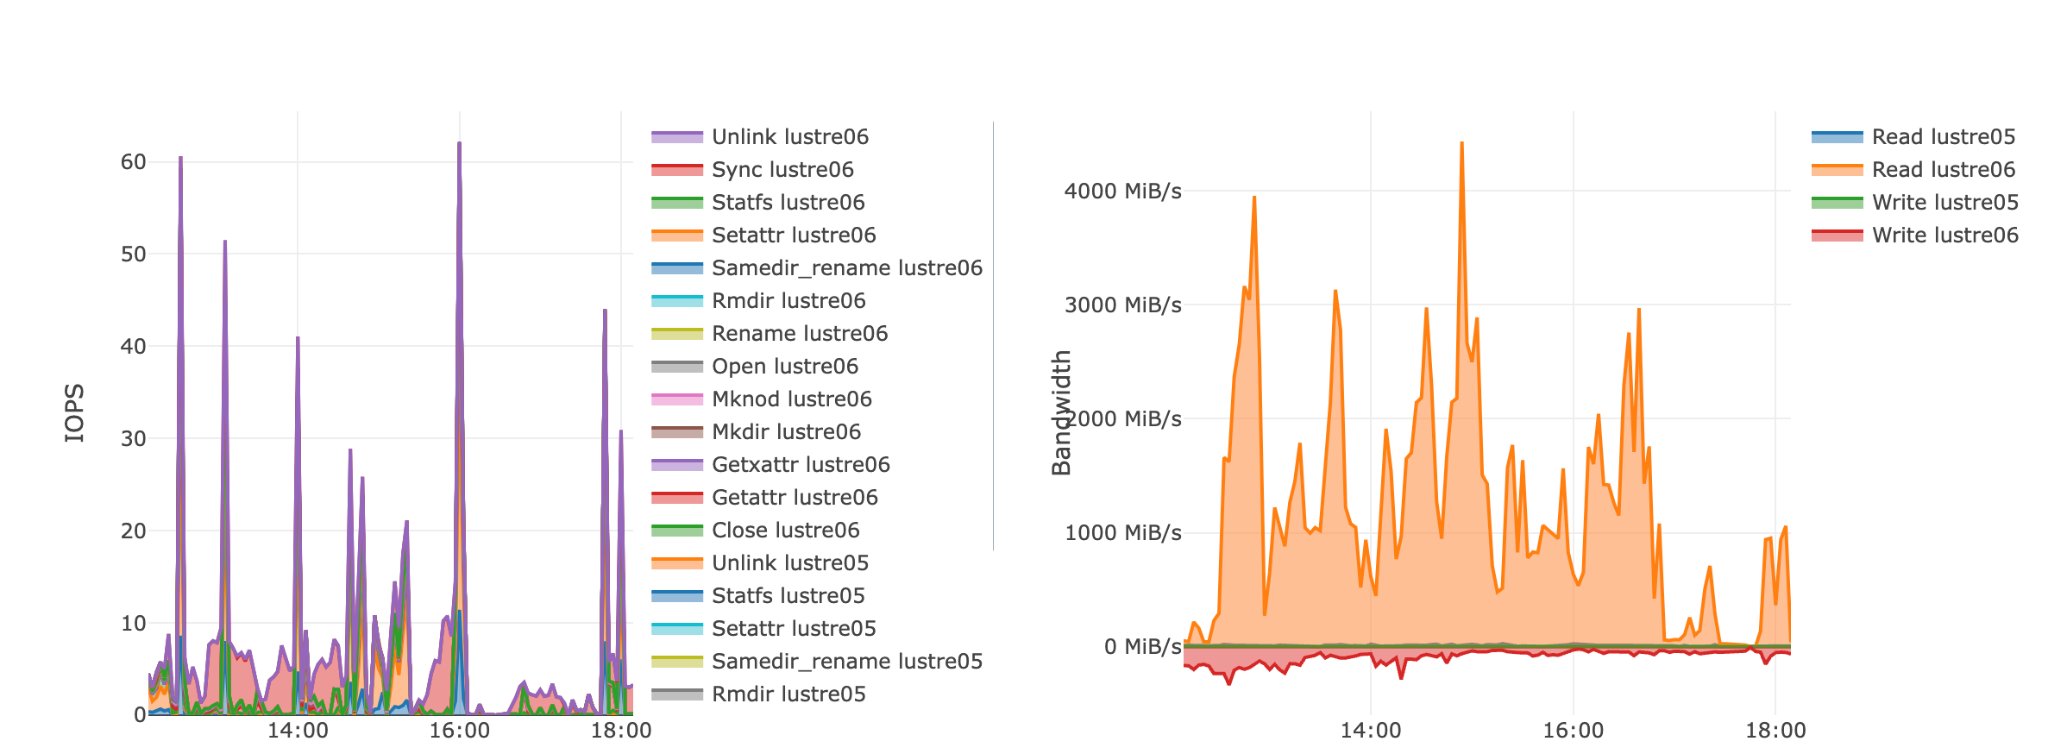 IOPS
60
50
40
30
20
10
0
14:00
16:00
18:00
Unlink lustre06
Sync lustre06
Statfs lustre06
Setattr lustre06
Samedir_rename lustre06
Rmdir lustre06
Rename lustre06
Open lustre06
Mknod lustre06
Mkdir lustre06
Getxattr lustre06
Getattr lustre06
Close lustre06
Unlink lustre05
Statfs lustre05
Setattr lustre05
Samedir_rename lustre05
Rmdir lustre05
Bandwidth
4000 MiB/s
3000 MiB/s
2000 MiB/s
1000 MiB/s
0 MiB/s
14:00
16:00
18:00
Read lustre05
Read lustre06
Write lustre05
Write lustre06